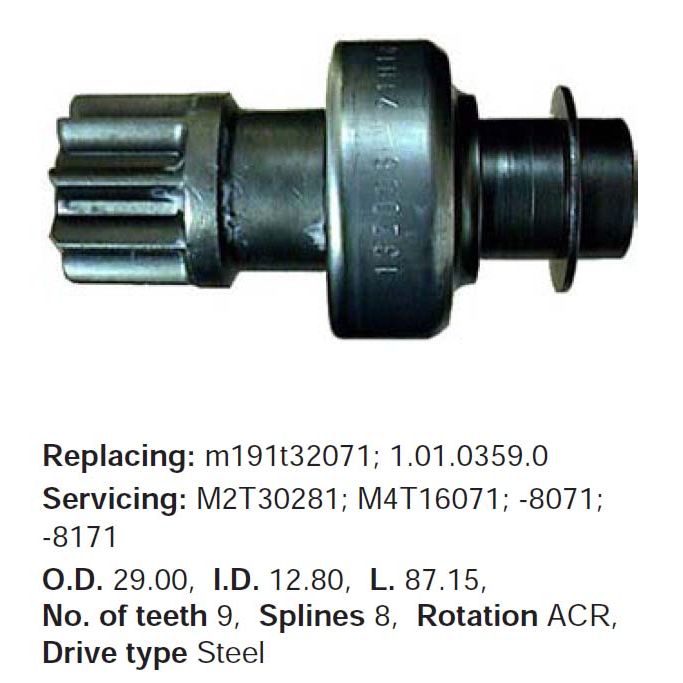 Replacing: m191t32071; 1.01.0359.0
Servicing: M2T30281; M4T16071; -8071;
-8171
O.D. 29.00, I.D. 12.80, L. 87.15,
No. of teeth 9, Splines 8, Rotation ACR,
Drive type Steel